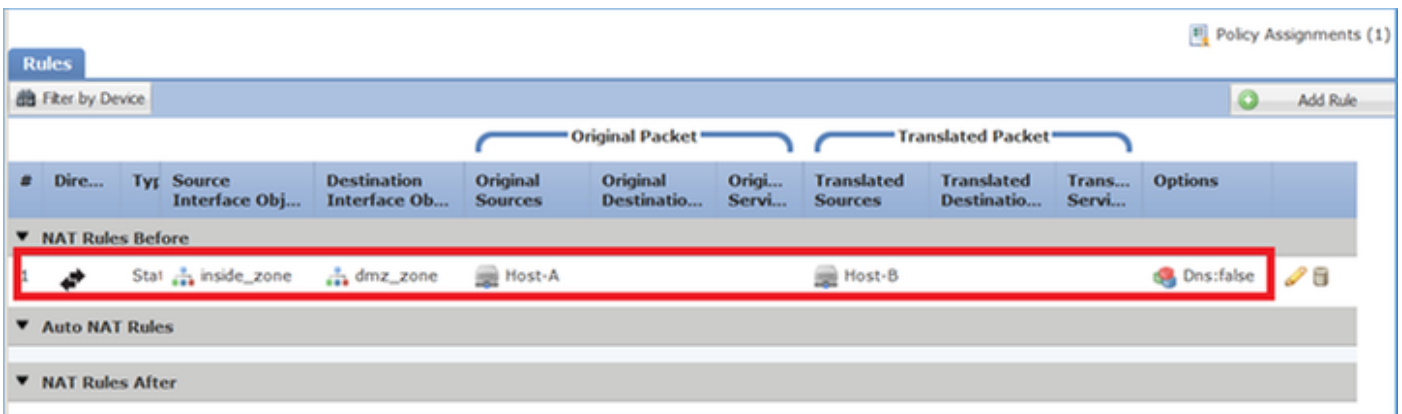 Policy Assignments (1)
Rules
Filter by Device
Add Rule
Original Packet
Translated Packet
# Dire... Typ Source Interface Obj... Destination Interface Ob... Original Sources Original Destinatio... Origi... Servi... Translated Sources Translated Destinatio... Trans... Servi... Options
NAT Rules Before
1 Stat inside_zone dmz_zone Host-A Host-B Dns:false
Auto NAT Rules
NAT Rules After